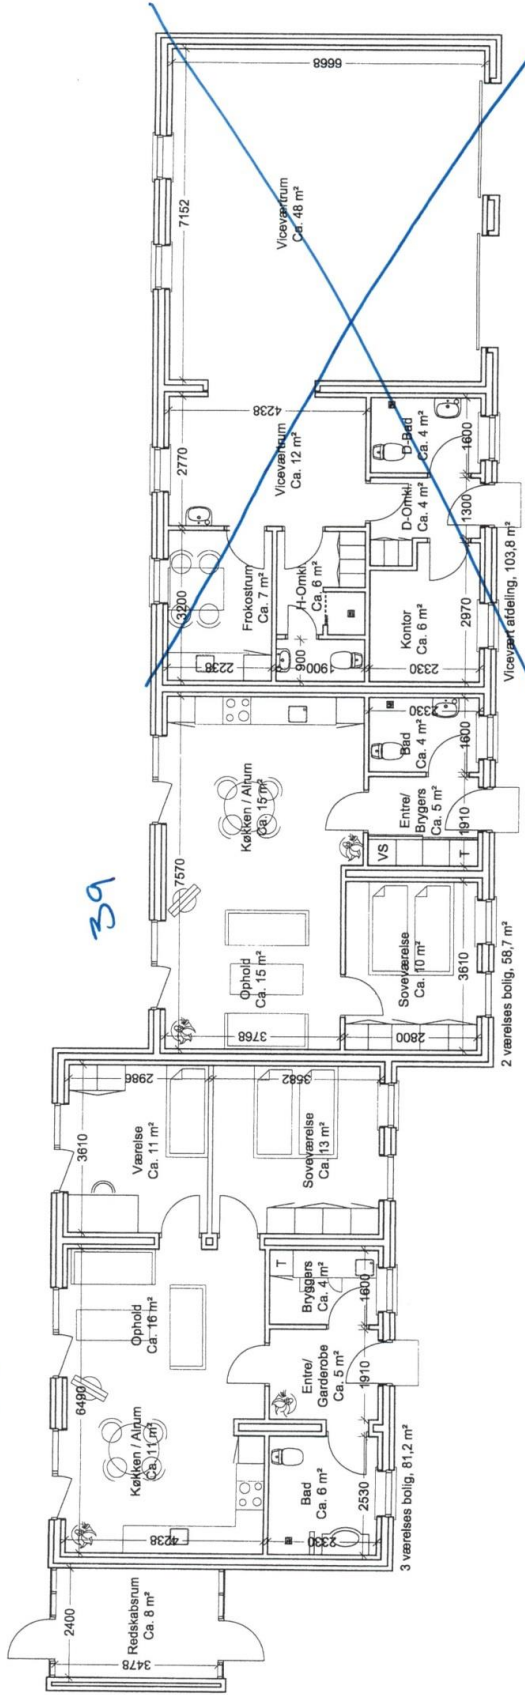 Redskabsrum
Ca. 8 m²
2400
3478
Køkken / Alrum
Ca. 11 m²
6490
4238
Ophold
Ca. 16 m²
Bad
Ca. 6 m²
2330
2530
Entre/
Garderobe
Ca. 5 m²
1910
Bryggers
Ca. 4 m²
T
1600
Værelse
Ca. 11 m²
3610
2986
Soveværelse
Ca. 13 m²
3582
3 værelses bolig, 81,2 m²
39
Ophold
Ca. 15 m²
7570
3768
Køkken / Alrum
Ca. 15 m²
Soveværelse
Ca. 10 m²
2800
3610
VS
T
Entre/
Bryggers
Ca. 5 m²
1910
Bad
Ca. 4 m²
2330
1600
2 værelses bolig, 58,7 m²
Frokostrum
Ca. 7 m²
3200
2238
H-Omkl.
Ca. 6 m²
900
1900
Kontor
Ca. 6 m²
2330
2970
Viceværtrum
Ca. 12 m²
2770
4238
D-Omkl.
Ca. 4 m²
1300
D-Bad
Ca. 4 m²
1600
Viceværtrum
Ca. 48 m²
7152
6668
Vicevært afdeling, 103,8 m²